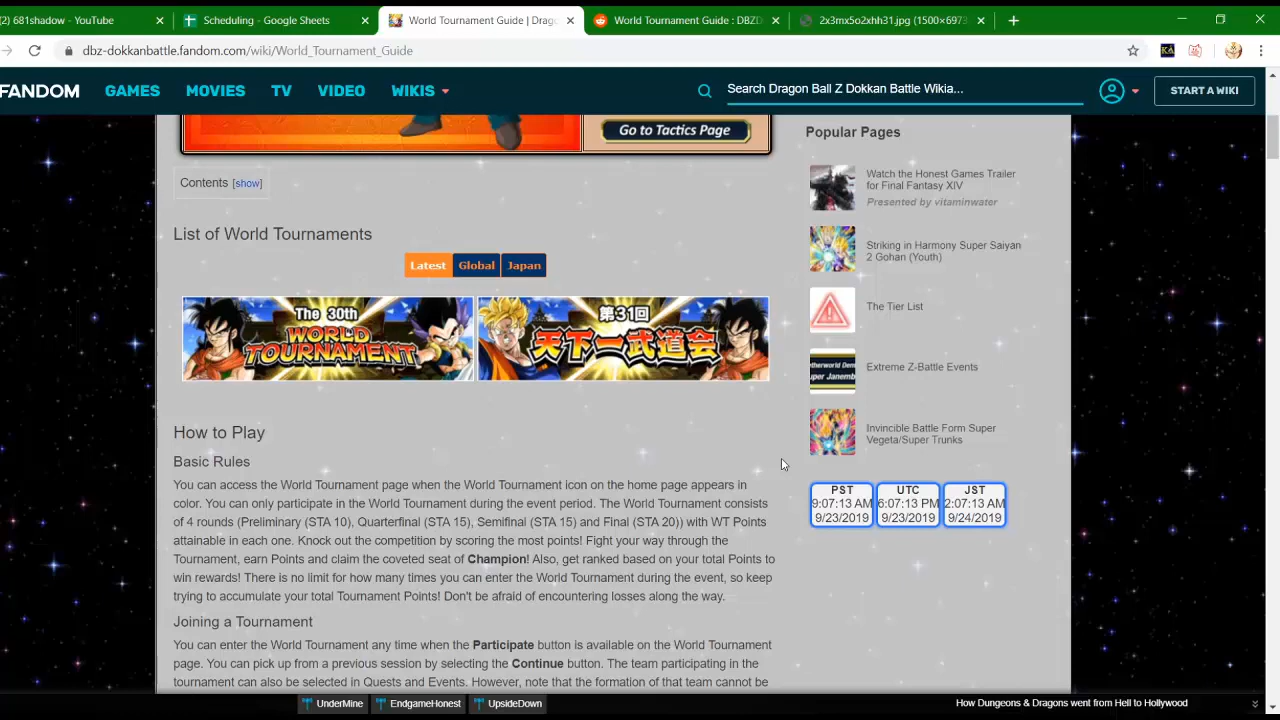 (2) 681shadow - YouTube
Scheduling - Google Sheets
World Tournament Guide | Drago
World Tournament Guide : DBZD
2x3mx5o2xhh31.jpg (1500×6973
dbz-dokkanbattle.fandom.com/wiki/World_Tournament_Guide
FANDOM
GAMES
MOVIES
TV
VIDEO
WIKIS
Search Dragon Ball Z Dokkan Battle Wikia...
START A WIKI
Go to Tactics Page
Contents [show]
List of World Tournaments
Latest
Global
Japan
The 30th
WORLD
TOURNAMENT
第31回
天下一武道会
How to Play
Basic Rules
You can access the World Tournament page when the World Tournament icon on the home page appears in
color. You can only participate in the World Tournament during the event period. The World Tournament consists
of 4 rounds (Preliminary (STA 10), Quarterfinal (STA 15), Semifinal (STA 15) and Final (STA 20)) with WT Points
attainable in each one. Knock out the competition by scoring the most points! Fight your way through the
Tournament, earn Points and claim the coveted seat of Champion! Also, get ranked based on your total Points to
win rewards! There is no limit for how many times you can enter the World Tournament during the event, so keep
trying to accumulate your total Tournament Points! Don't be afraid of encountering losses along the way.
Joining a Tournament
You can enter the World Tournament any time when the Participate button is available on the World Tournament
page. You can pick up from a previous session by selecting the Continue button. The team participating in the
tournament can also be selected in Quests and Events. However, note that the formation of that team cannot be
Popular Pages
Watch the Honest Games Trailer
for Final Fantasy XIV
Presented by vitaminwater
Striking in Harmony Super Saiyan
2 Gohan (Youth)
The Tier List
therworld Dem
uper Janemb
Extreme Z-Battle Events
Invincible Battle Form Super
Vegeta/Super Trunks
PST
9:07:13 AM
9/23/2019
UTC
6:07:13 PM
9/23/2019
JST
2:07:13 AM
9/24/2019
UnderMine
EndgameHonest
UpsideDown
How Dungeons & Dragons went from Hell to Hollywood